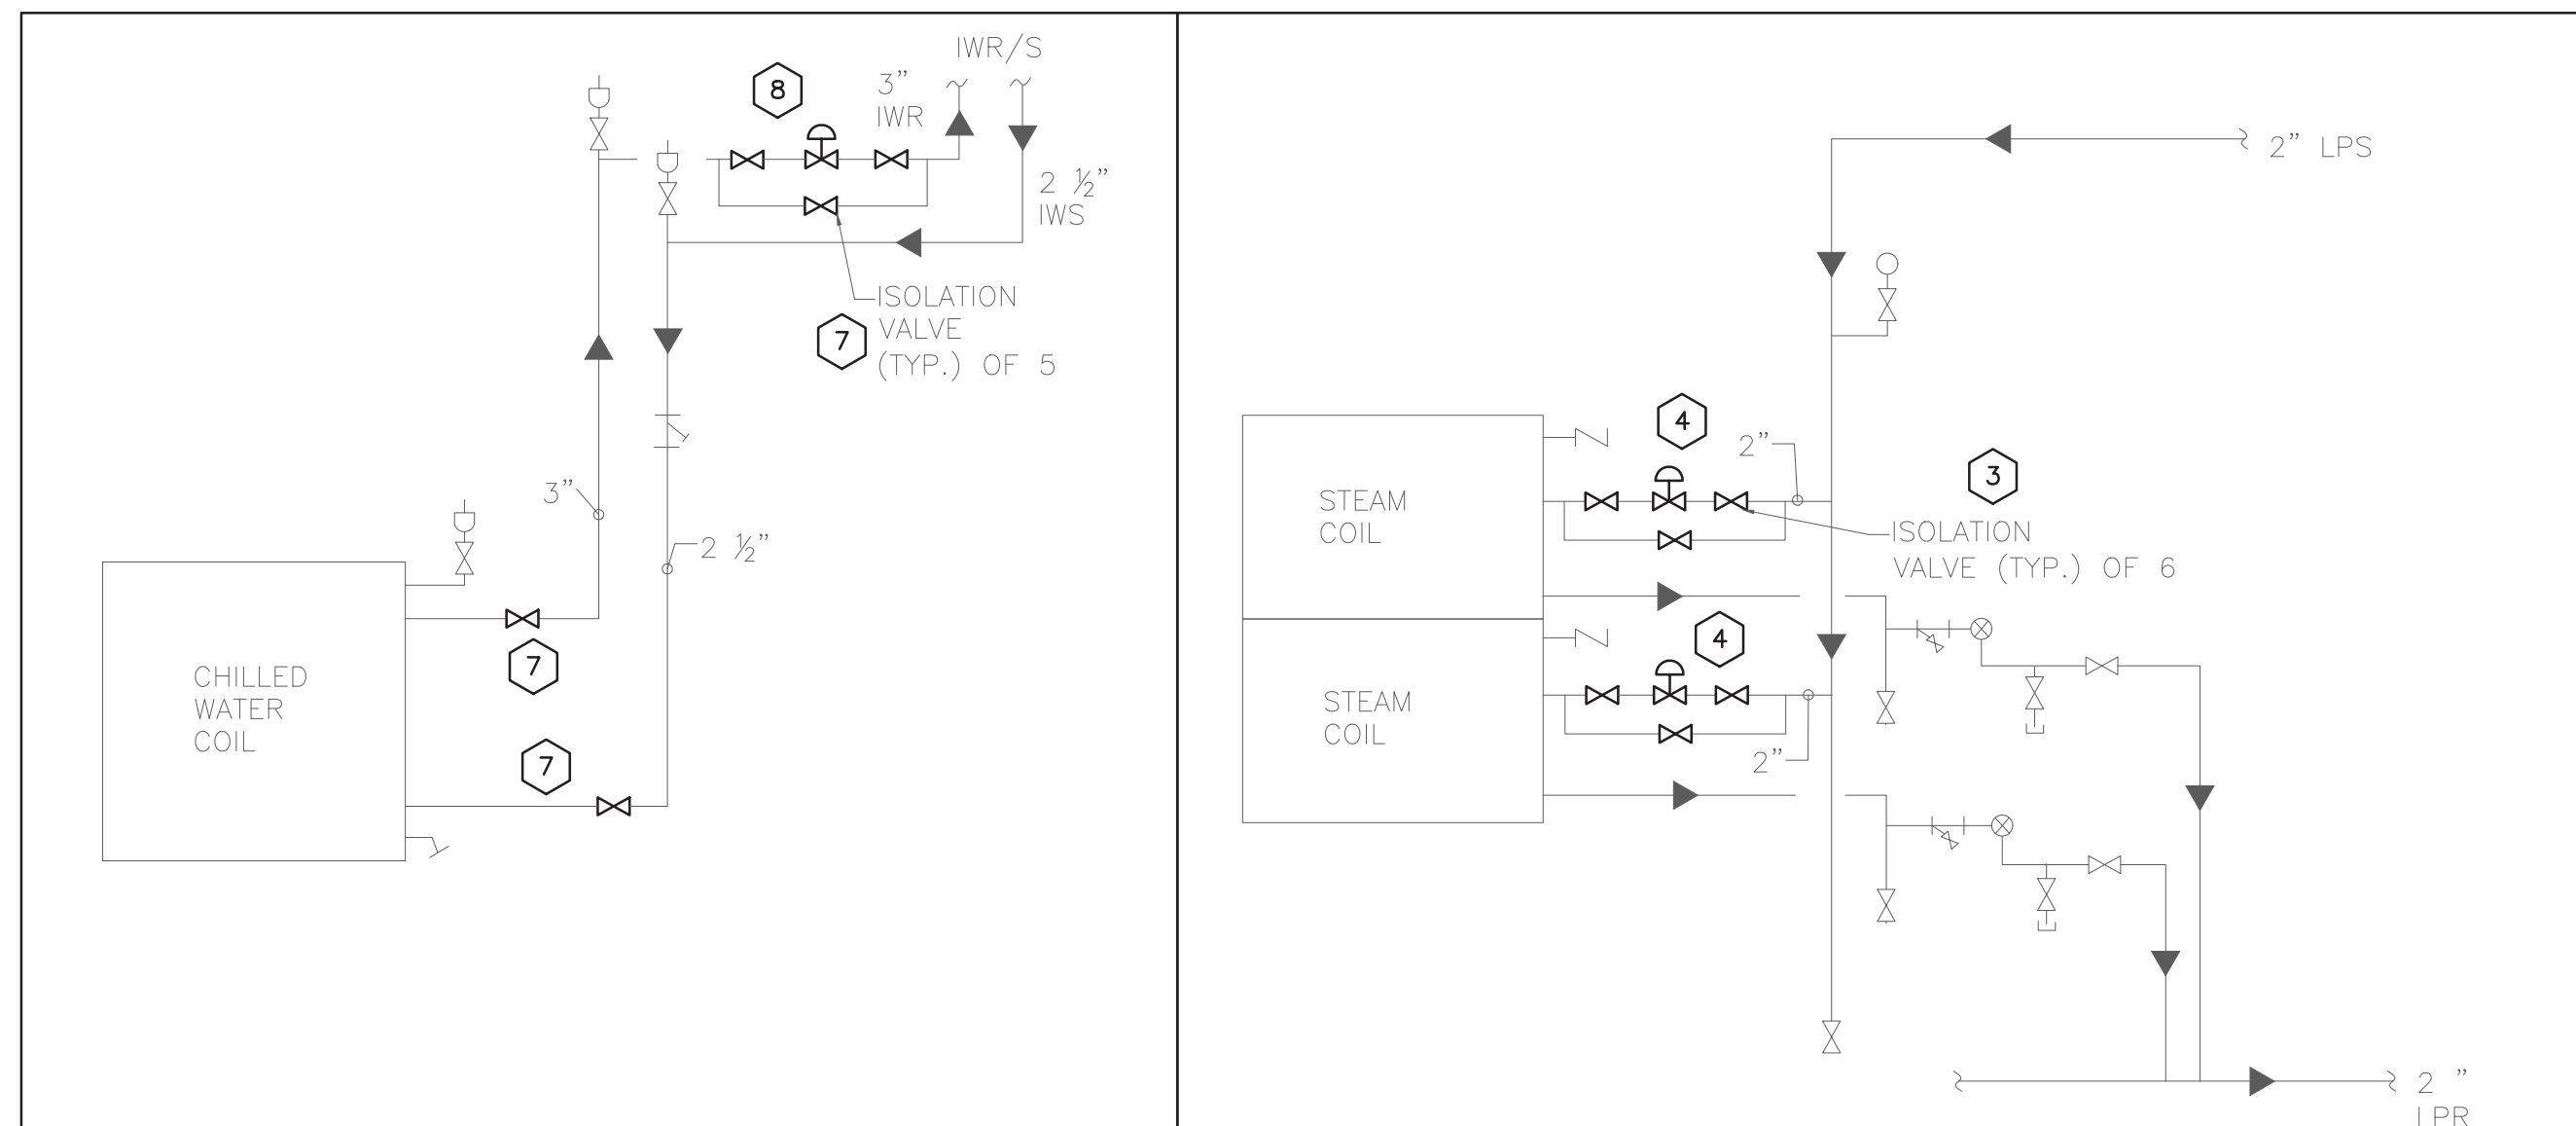 IWR/S
8
3"
IWR
2 ½"
IWS
ISOLATION
VALVE
(TYP.) OF 5
7
3"
2 ½"
CHILLED
WATER
COIL
7
7
2" LPS
4
2"
3
STEAM
COIL
ISOLATION
VALVE (TYP.) OF 6
4
STEAM
COIL
2"
2 "
LPR